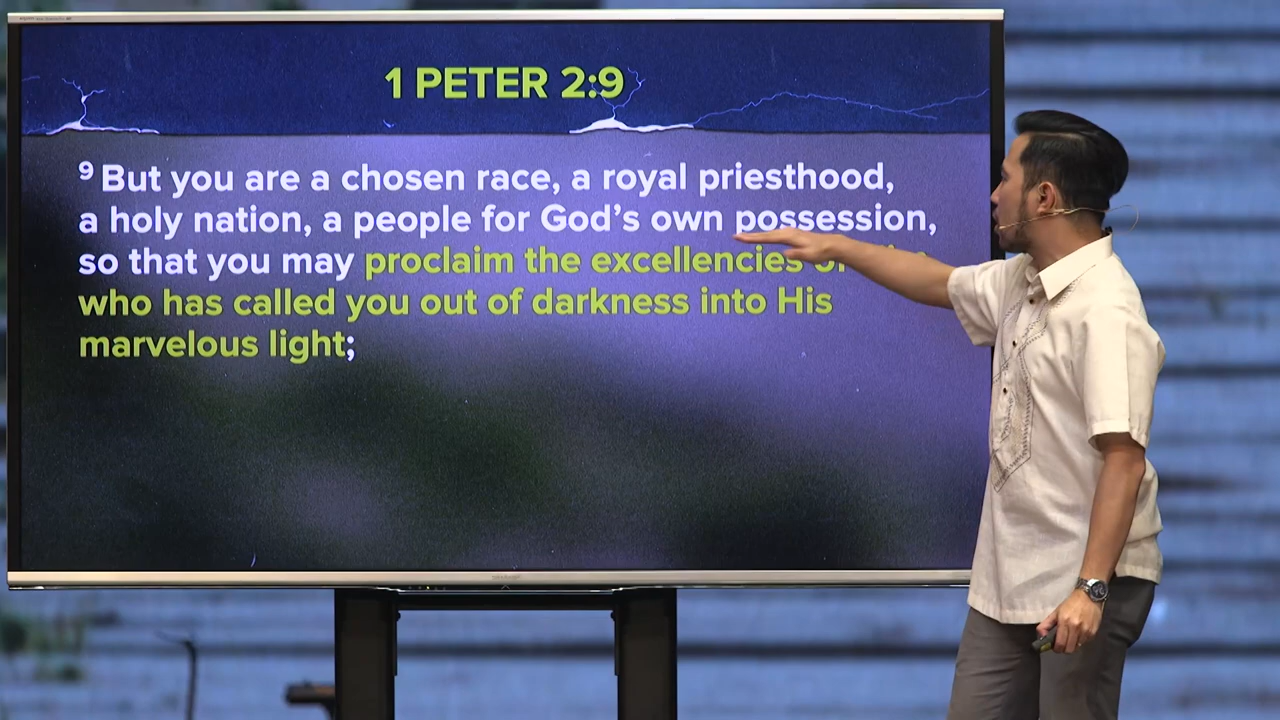 1 PETER 2:9
9 But you are a chosen race, a royal priesthood,
a holy nation, a people for God's own possession,
so that you may proclaim the excellencies
who has called you out of darkness into His
marvelous light;